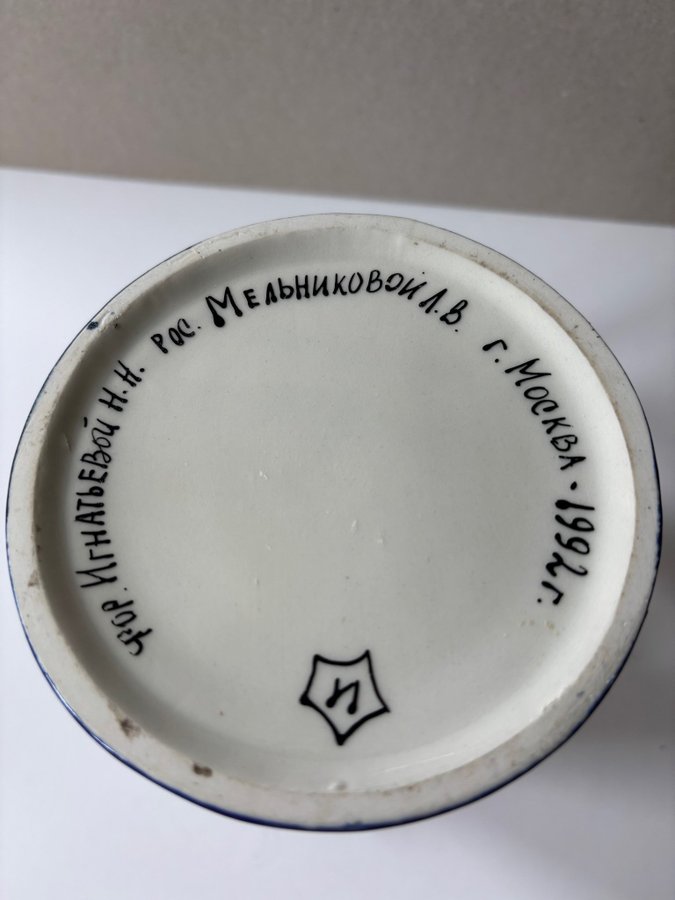 фор. Игнатьевой Н.Н. рос. Мельниковой Л.В. г. Москва · 1992 г.
И